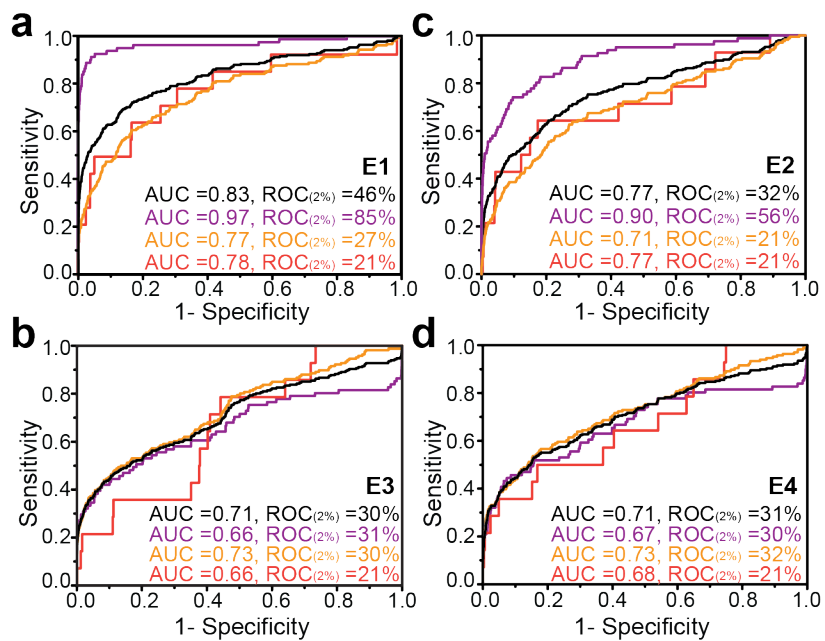 a
1.0
0.8
0.6
0.4
0.2
0.0
Sensitivity
E1
AUC =0.83, ROC(2%) =46%
AUC =0.97, ROC(2%) =85%
AUC =0.77, ROC(2%) =27%
AUC =0.78, ROC(2%) =21%
0.0 0.2 0.4 0.6 0.8 1.0
1- Specificity
c
1.0
0.8
0.6
0.4
0.2
0.0
Sensitivity
E2
AUC =0.77, ROC(2%) =32%
AUC =0.90, ROC(2%) =56%
AUC =0.71, ROC(2%) =21%
AUC =0.77, ROC(2%) =21%
0.0 0.2 0.4 0.6 0.8 1.0
1- Specificity
b
1.0
0.8
0.6
0.4
0.2
0.0
Sensitivity
E3
AUC =0.71, ROC(2%) =30%
AUC =0.66, ROC(2%) =31%
AUC =0.73, ROC(2%) =30%
AUC =0.66, ROC(2%) =21%
0.0 0.2 0.4 0.6 0.8 1.0
1- Specificity
d
1.0
0.8
0.6
0.4
0.2
0.0
Sensitivity
E4
AUC =0.71, ROC(2%) =31%
AUC =0.67, ROC(2%) =30%
AUC =0.73, ROC(2%) =32%
AUC =0.68, ROC(2%) =21%
0.0 0.2 0.4 0.6 0.8 1.0
1- Specificity